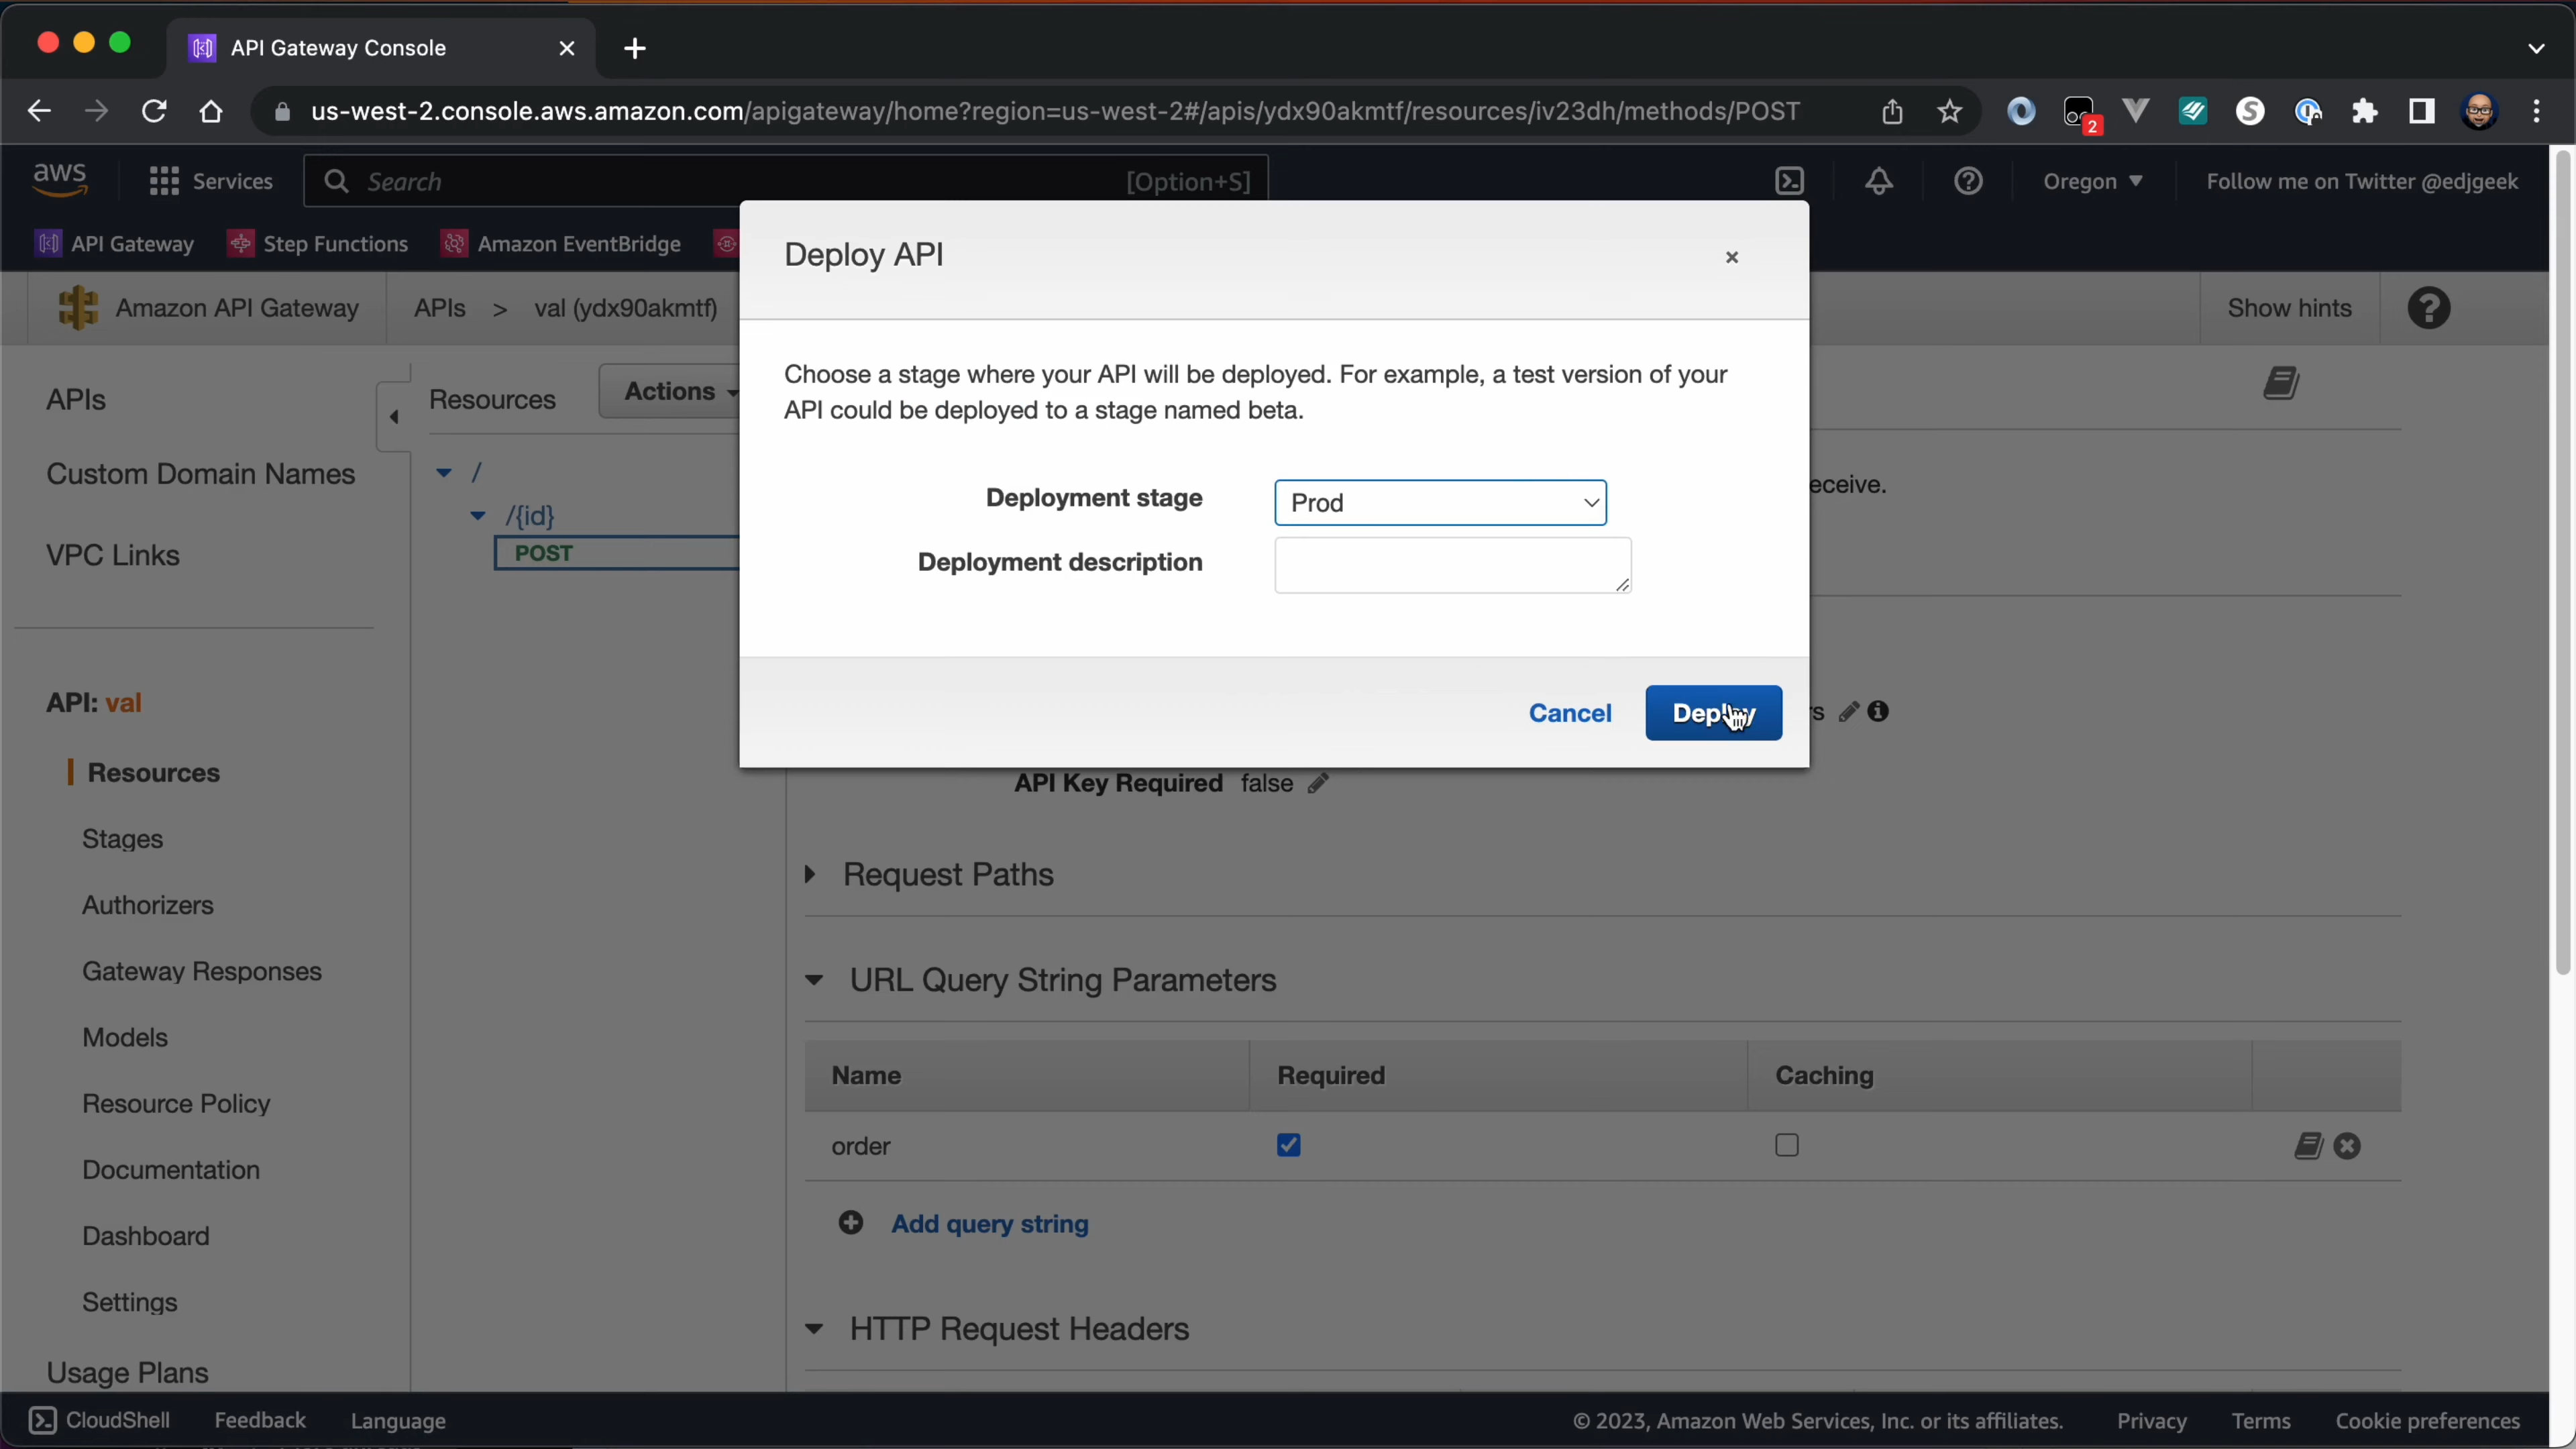 API Gateway Console
us-west-2.console.aws.amazon.com/apigateway/home?region=us-west-2#/apis/ydx90akmtf/resources/iv23dh/methods/POST
2
aws
Services
Search
[Option+S]
Oregon
Follow me on Twitter @edjgeek
API Gateway
Step Functions
Amazon EventBridge
Amazon API Gateway
APIs > val (ydx90akmtf)
Show hints
Deploy API
Choose a stage where your API will be deployed. For example, a test version of your
API could be deployed to a stage named beta.
Deployment stage
Prod
Deployment description
Cancel
Deploy
APIs
Custom Domain Names
VPC Links
API: val
Resources
Stages
Authorizers
Gateway Responses
Models
Resource Policy
Documentation
Dashboard
Settings
Usage Plans
Resources
Actions
/
/{id}
POST
eceive.
API Key Required false
Request Paths
URL Query String Parameters
Name Required Caching
order
Add query string
HTTP Request Headers
CloudShell
Feedback
Language
© 2023, Amazon Web Services, Inc. or its affiliates.
Privacy
Terms
Cookie preferences